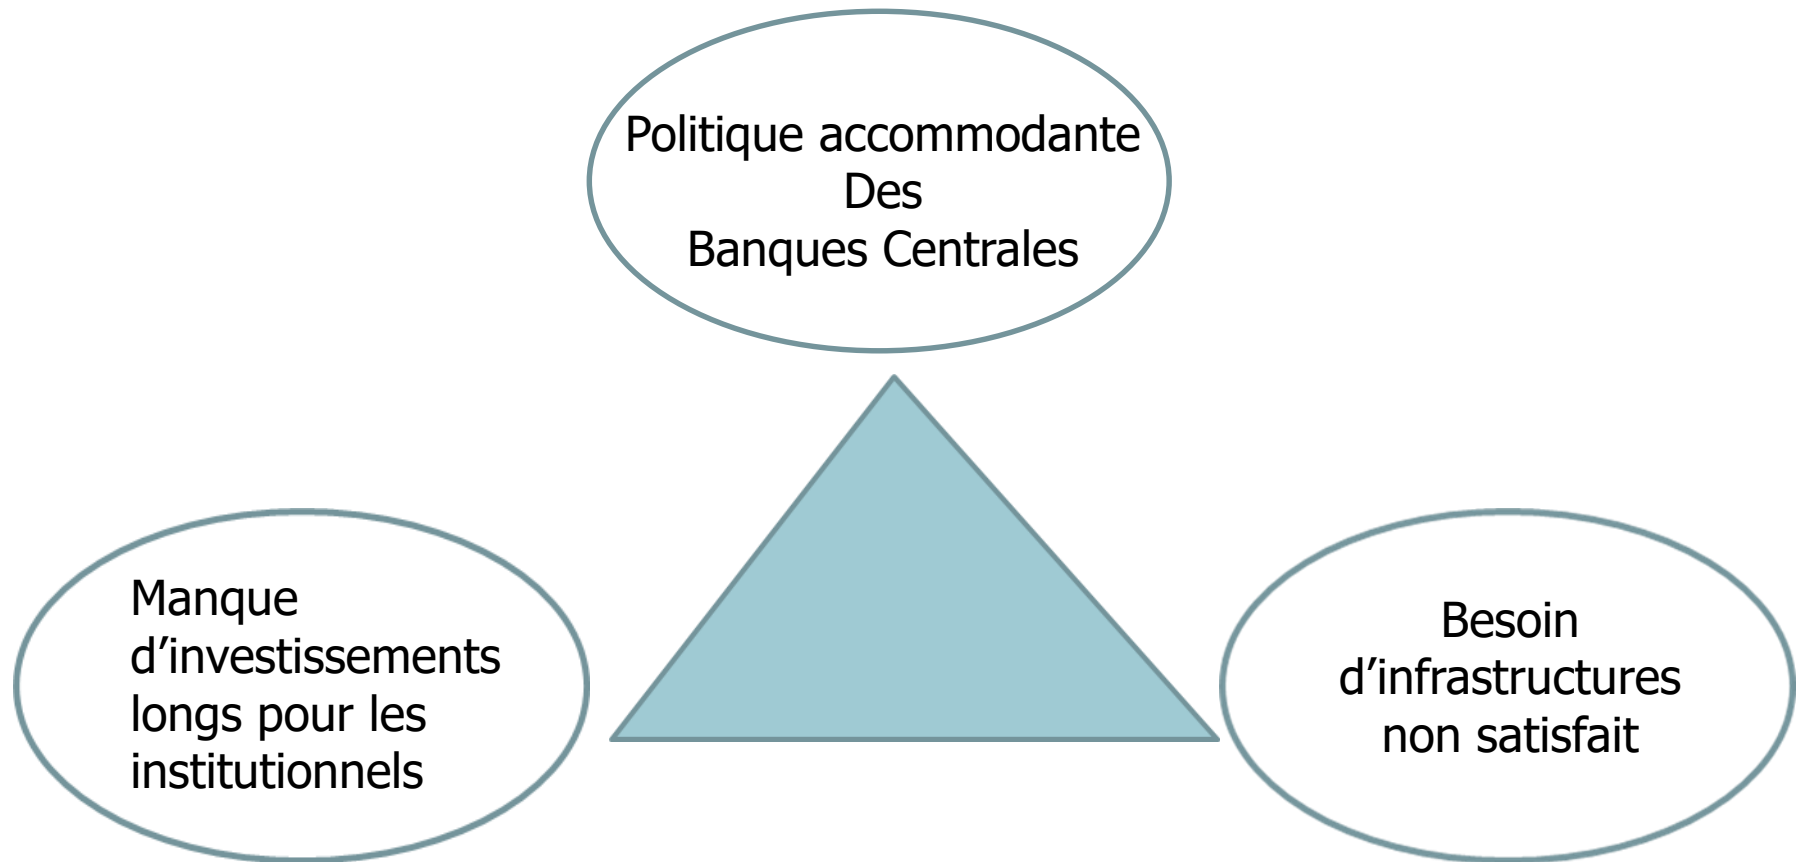 Politique accommodante
Des
Banques Centrales
Manque
d’investissements
longs pour les
institutionnels
Besoin
d’infrastructures
non satisfait